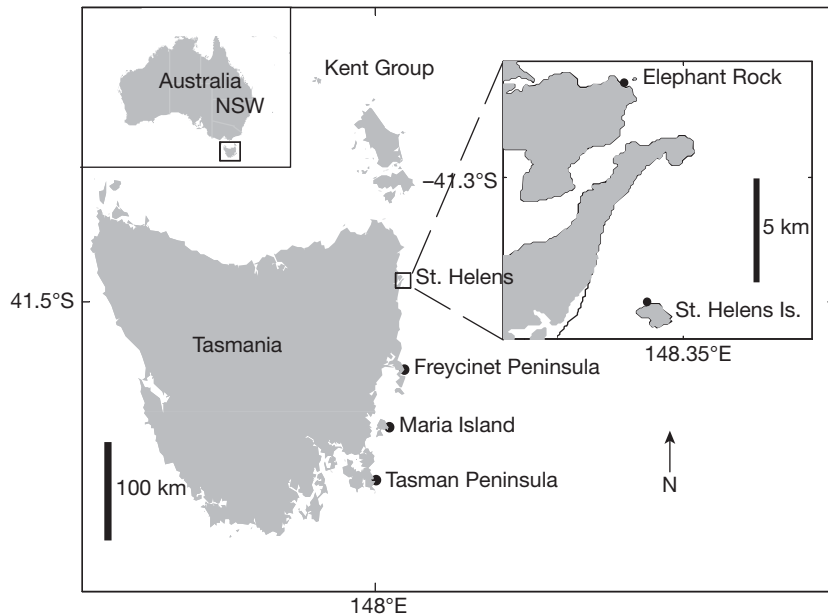 Australia
NSW
Kent Group
Elephant Rock
–41.3°S
5 km
St. Helens
St. Helens Is.
41.5°S
148.35°E
Tasmania
Freycinet Peninsula
Maria Island
100 km
Tasman Peninsula
N
148°E